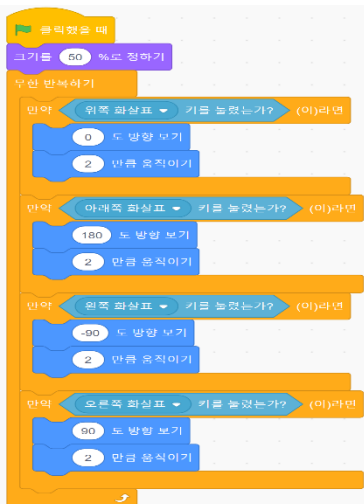 클릭했을 때
크기를 50 %로 정하기
무한 반복하기
만약 위쪽 화살표 키를 눌렀는가? (이)라면
0 도 방향 보기
2 만큼 움직이기
만약 아래쪽 화살표 키를 눌렀는가? (이)라면
180 도 방향 보기
2 만큼 움직이기
만약 왼쪽 화살표 키를 눌렀는가? (이)라면
-90 도 방향 보기
2 만큼 움직이기
만약 오른쪽 화살표 키를 눌렀는가? (이)라면
90 도 방향 보기
2 만큼 움직이기